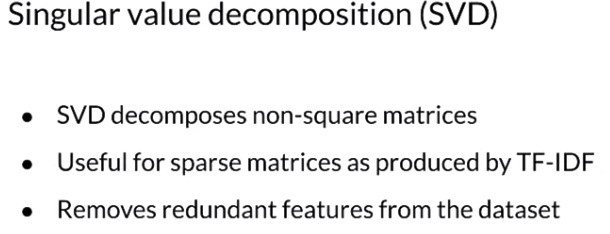 Singular value decomposition (SVD)
• SVD decomposes non-square matrices
• Useful for sparse matrices as produced by TF-IDF
• Removes redundant features from the dataset